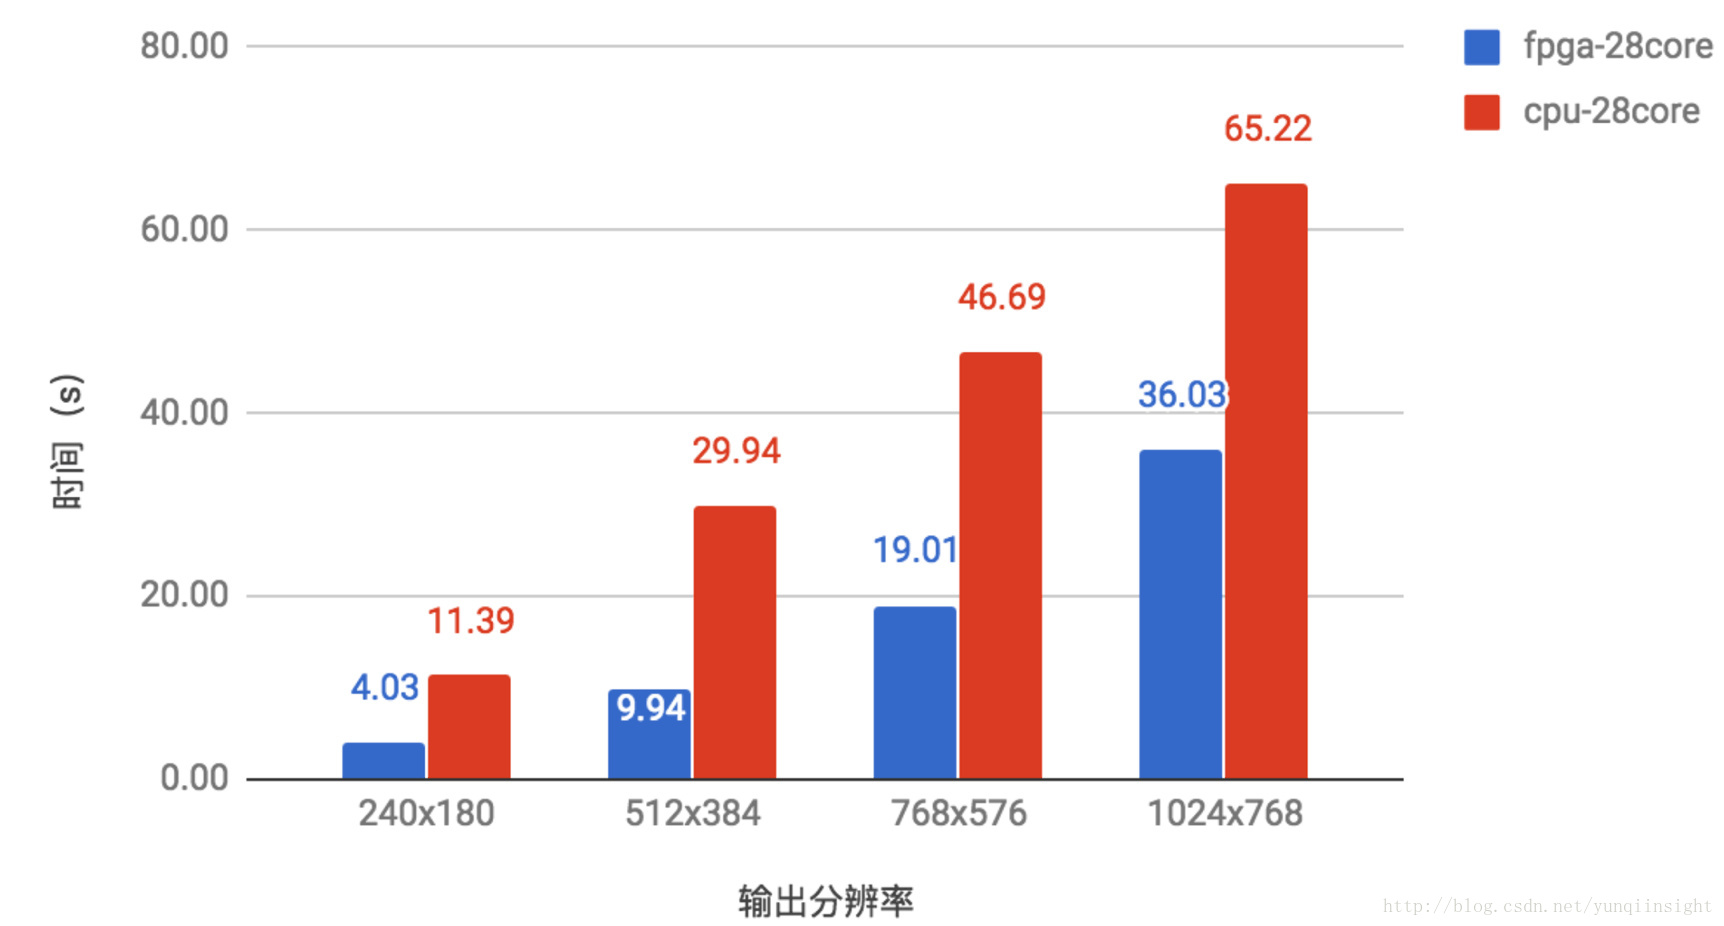 80.00
60.00
40.00
20.00
0.00
时间 (s)
fpga-28core
cpu-28core
4.03
11.39
9.94
29.94
19.01
46.69
36.03
65.22
240x180
512x384
768x576
1024x768
输出分辨率
http://blog.csdn.net/yunqiinsight